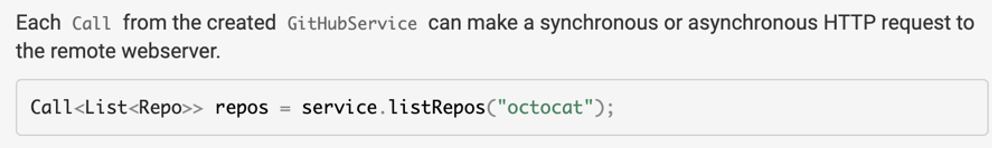 Each Call from the created GitHubService can make a synchronous or asynchronous HTTP request to
the remote webserver.
Call<List<Repo>> repos = service.listRepos("octocat");